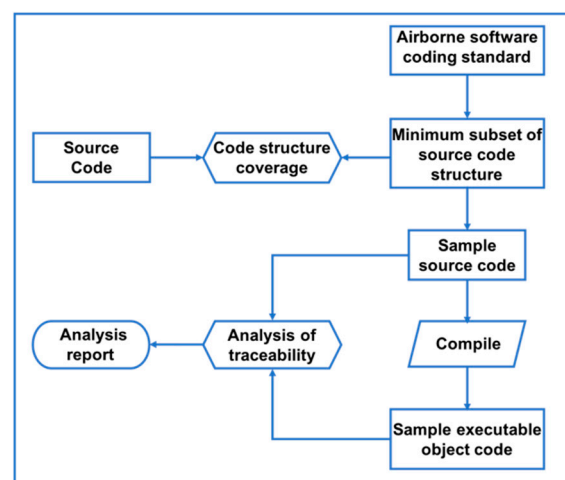 Airborne software
coding standard
Source
Code
Code structure
coverage
Minimum subset of
source code
structure
Sample
source code
Analysis
report
Analysis of
traceability
Compile
Sample executable
object code